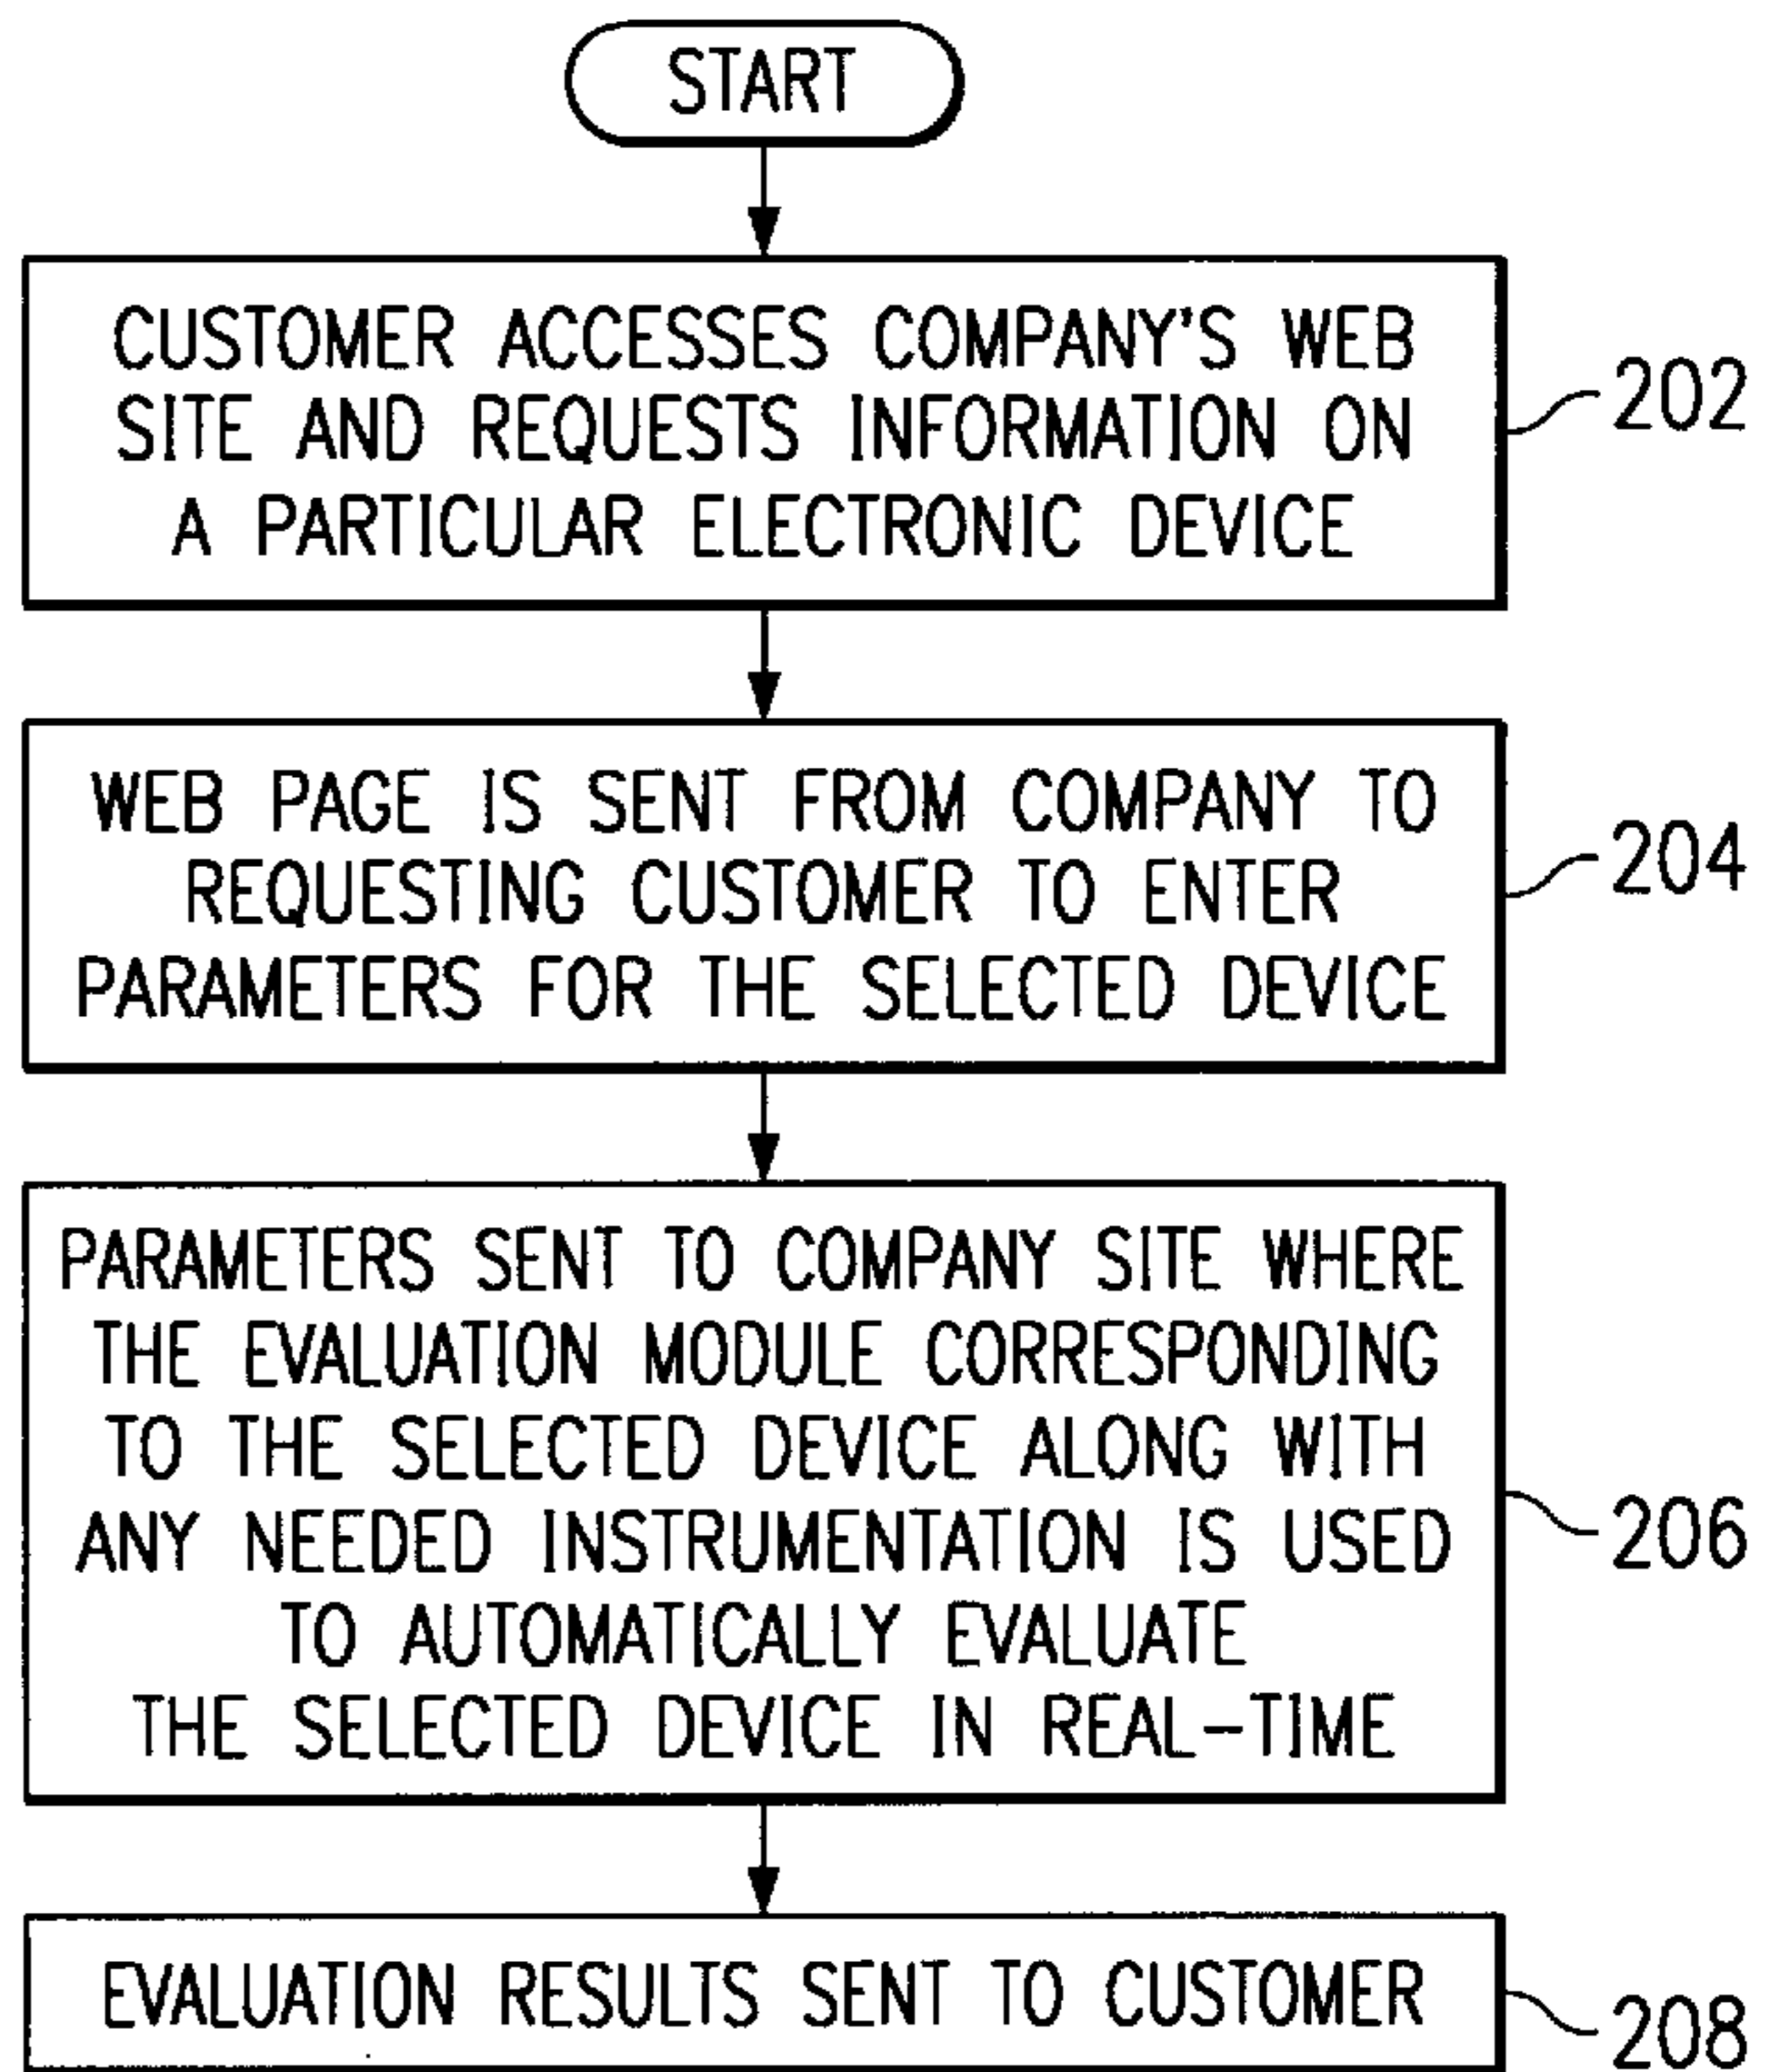 START
CUSTOMER ACCESSES COMPANY'S WEB
SITE AND REQUESTS INFORMATION ON
A PARTICULAR ELECTRONIC DEVICE
202
WEB PAGE IS SENT FROM COMPANY TO
REQUESTING CUSTOMER TO ENTER
PARAMETERS FOR THE SELECTED DEVICE
204
PARAMETERS SENT TO COMPANY SITE WHERE
THE EVALUATION MODULE CORRESPONDING
TO THE SELECTED DEVICE ALONG WITH
ANY NEEDED INSTRUMENTATION IS USED
TO AUTOMATICALLY EVALUATE
THE SELECTED DEVICE IN REAL-TIME
206
EVALUATION RESULTS SENT TO CUSTOMER
208